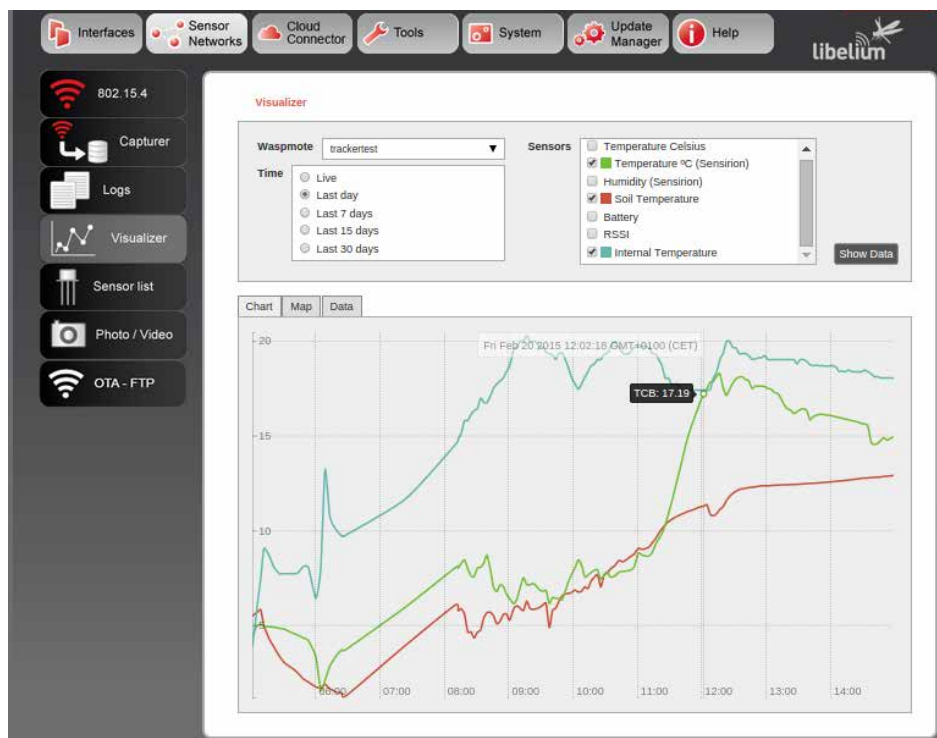 Interfaces
Sensor
Networks
Cloud
Connector
Tools
System
Update
Manager
Help
libelium
802.15.4
Capturer
Logs
Visualizer
Sensor list
Photo / Video
OTA - FTP
Visualizer
Waspmote
trackertest
Time
Live
Last day
Last 7 days
Last 15 days
Last 30 days
Sensors
Temperature Celsius
Temperature ºC (Sensirion)
Humidity (Sensirion)
Soil Temperature
Battery
RSSI
Internal Temperature
Show Data
Chart
Map
Data
Fri Feb 20 2015 12:02:18 GMT+0100 (CET)
TCB: 17.19
20
15
10
5
06:00
07:00
08:00
09:00
10:00
11:00
12:00
13:00
14:00